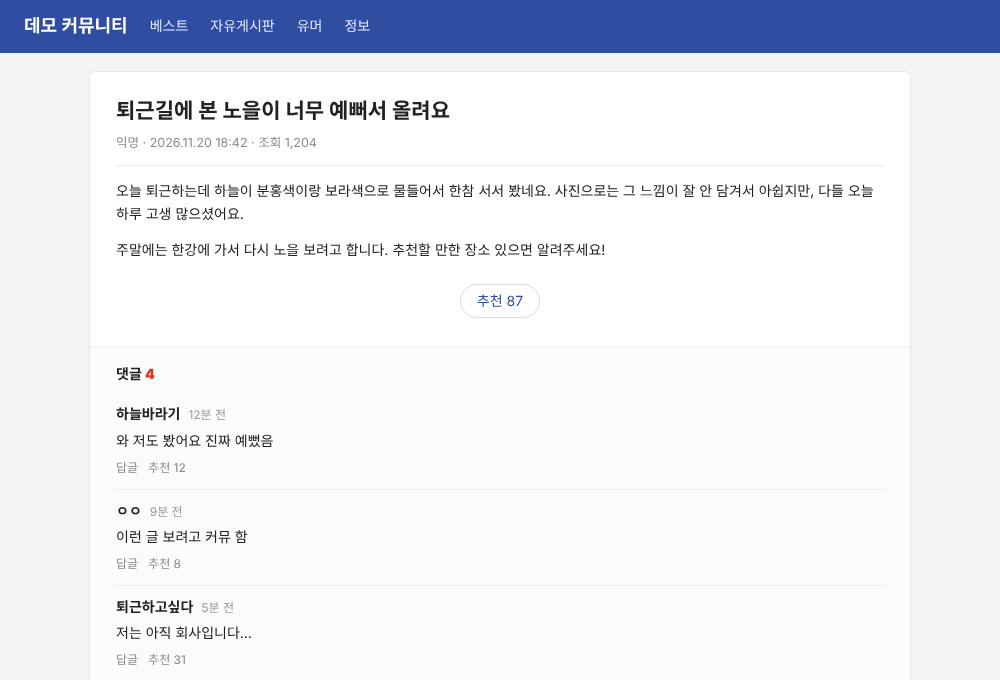 데모 커뮤니티 베스트 자유게시판 유머 정보
퇴근길에 본 노을이 너무 예뻐서 올려요
익명 · 2026.11.20 18:42 · 조회 1,204
오늘 퇴근하는데 하늘이 분홍색이랑 보라색으로 물들어서 한참 서서 봤네요. 사진으로는 그 느낌이 잘 안 담겨서 아쉽지만, 다들 오늘
하루 고생 많으셨어요.
주말에는 한강에 가서 다시 노을 보려고 합니다. 추천할 만한 장소 있으면 알려주세요!
추천 87
댓글 4
하늘바라기 12분 전
와 저도 봤어요 진짜 예뻤음
답글 추천 12
ㅇㅇ 9분 전
이런 글 보려고 커뮤 함
답글 추천 8
퇴근하고싶다 5분 전
저는 아직 회사입니다...
답글 추천 31